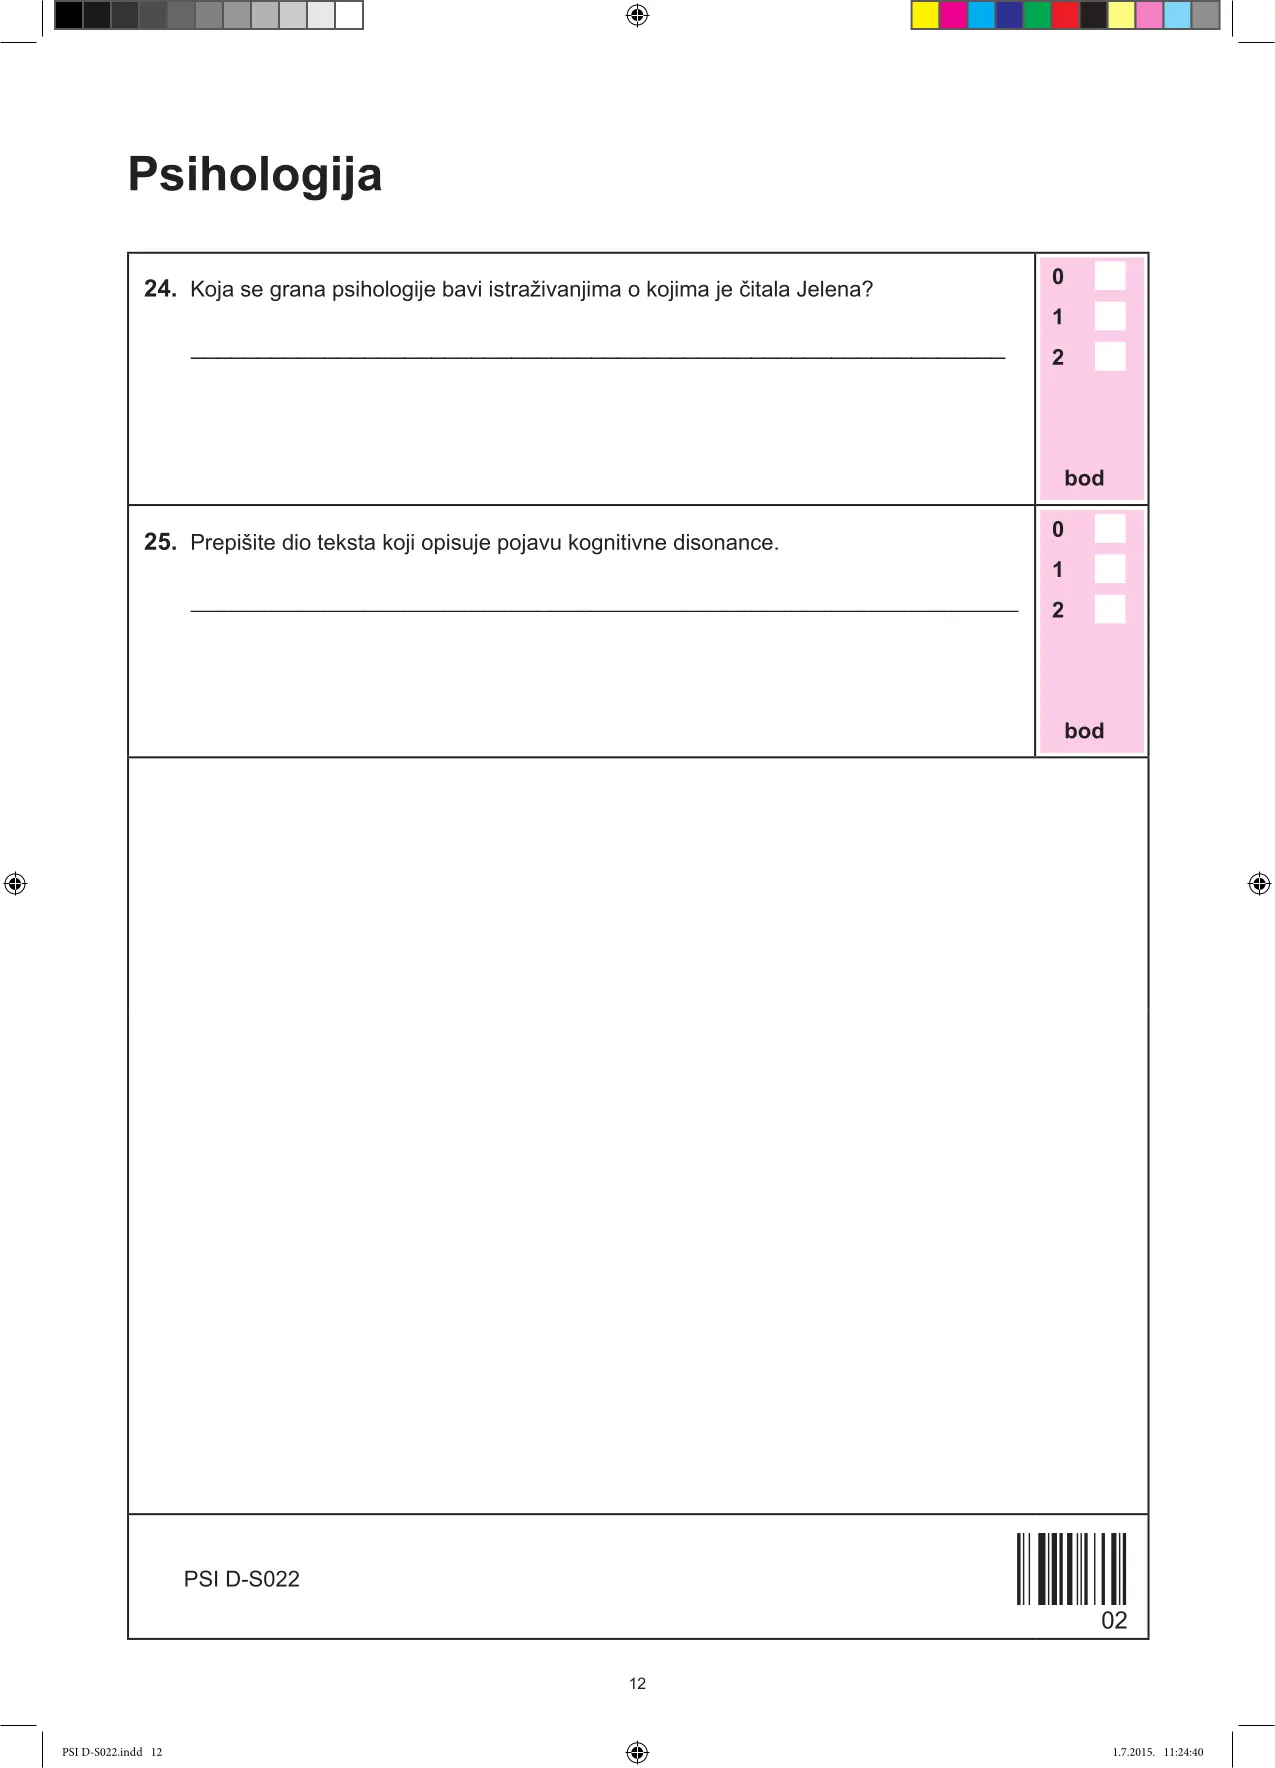 Psihologija
24. Koja se grana psihologije bavi istraživanjima o kojima je čitala Jelena?
0
1
2
bod
25. Prepišite dio teksta koji opisuje pojavu kognitivne disonance.
0
1
2
bod
PSI D-S022
02
12
PSI D-S022.indd 12
1.7.2015. 11:24:40